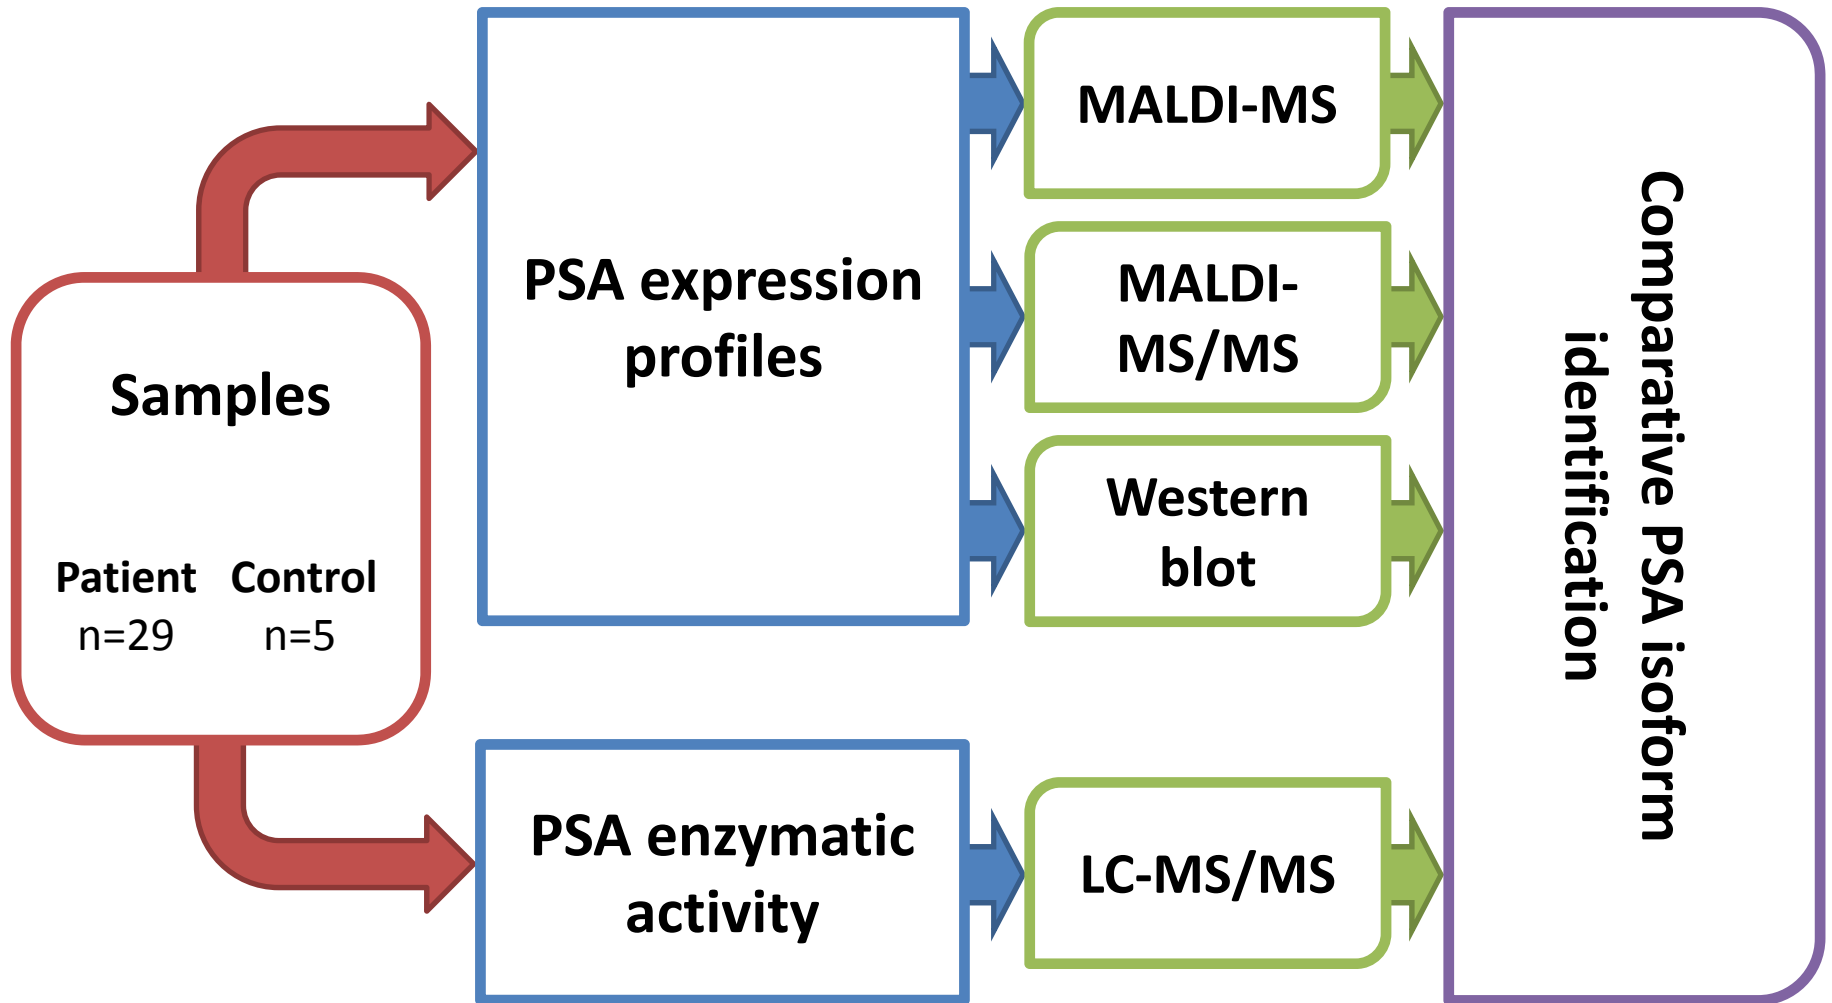 Samples
Patient Control
n=29 n=5
PSA expression
profiles
PSA enzymatic
activity
MALDI-MS
MALDI-
MS/MS
Western
blot
LC-MS/MS
Comparative PSA isoform
identification